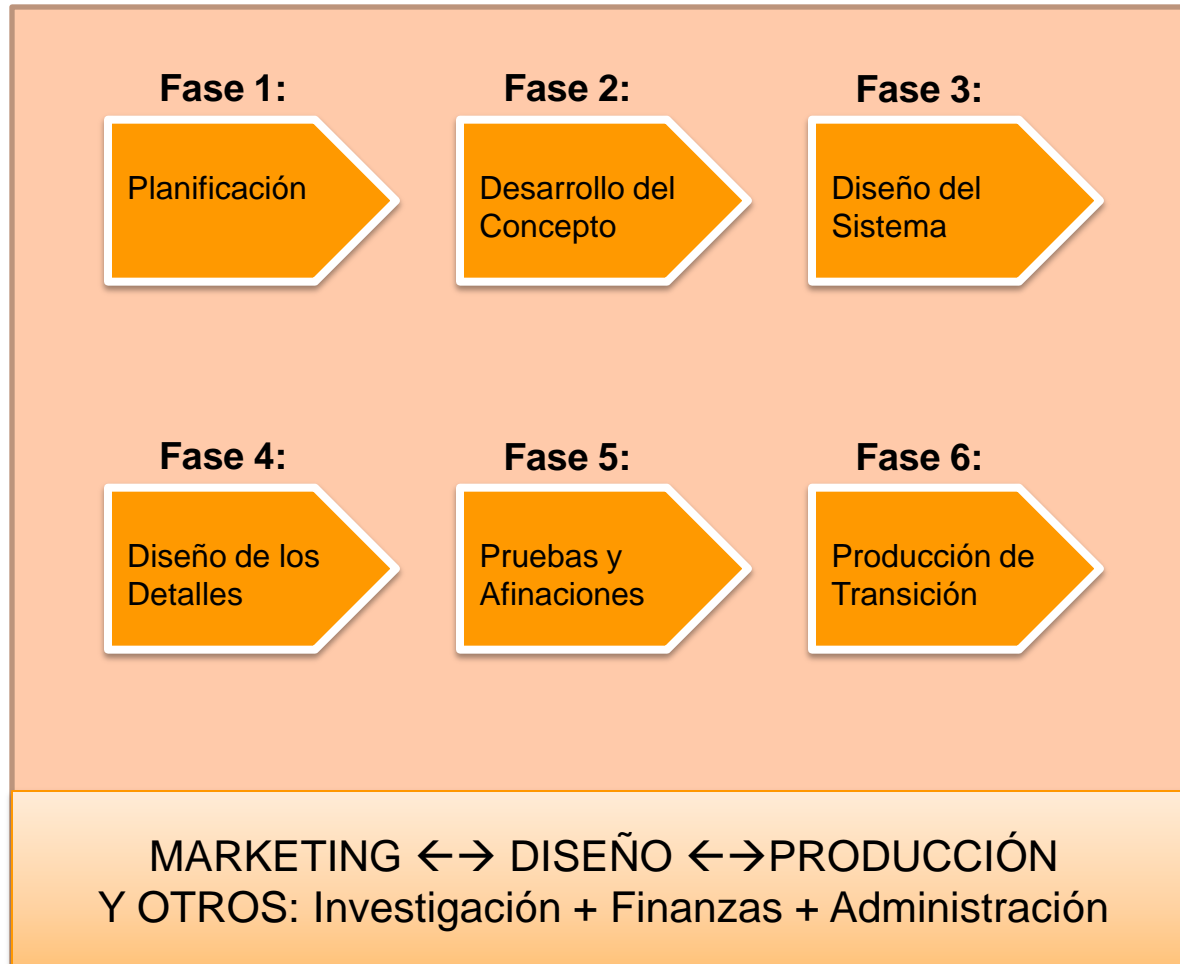 Fase 1:
Fase 2:
Fase 3:
Planificación
Desarrollo del
Concepto
Diseño del
Sistema
Fase 4:
Fase 5:
Fase 6:
Diseño de los
Detalles
Pruebas y
Afinaciones
Producción de
Transición
MARKETING ←→ DISEÑO ←→PRODUCCIÓN
Y OTROS: Investigación + Finanzas + Administración